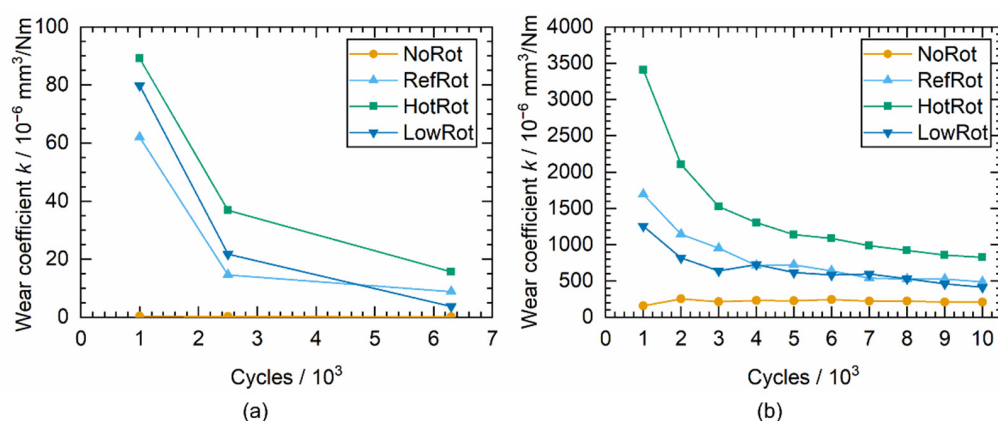 Wear coefficient k / 10⁻⁶ mm³/Nm
100
80
60
40
20
0
0 1 2 3 4 5 6 7
Cycles / 10³
NoRot
RefRot
HotRot
LowRot
(a)
Wear coefficient k / 10⁻⁶ mm³/Nm
4000
3500
3000
2500
2000
1500
1000
500
0
0 1 2 3 4 5 6 7 8 9 10
Cycles / 10³
NoRot
RefRot
HotRot
LowRot
(b)